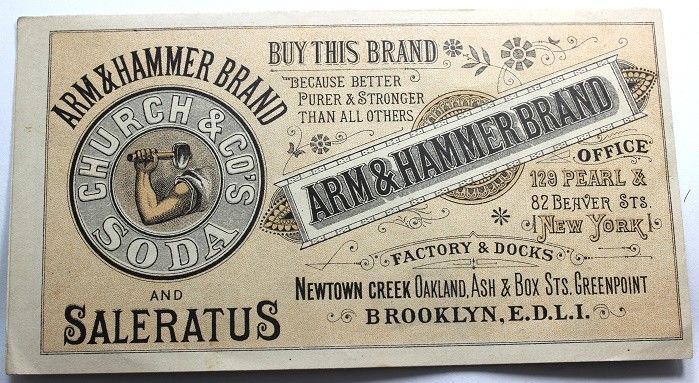 ARM & HAMMER BRAND
CHURCH & CO'S
SODA
AND
SALERATUS
BUY THIS BRAND
BECAUSE BETTER
PURER & STRONGER
THAN ALL OTHERS
ARM & HAMMER BRAND
OFFICE
129 PEARL &
82 BEAVER STS.
NEW YORK
FACTORY & DOCKS
NEWTOWN CREEK OAKLAND, ASH & BOX STS. GREENPOINT
BROOKLYN, E.D.L.I.